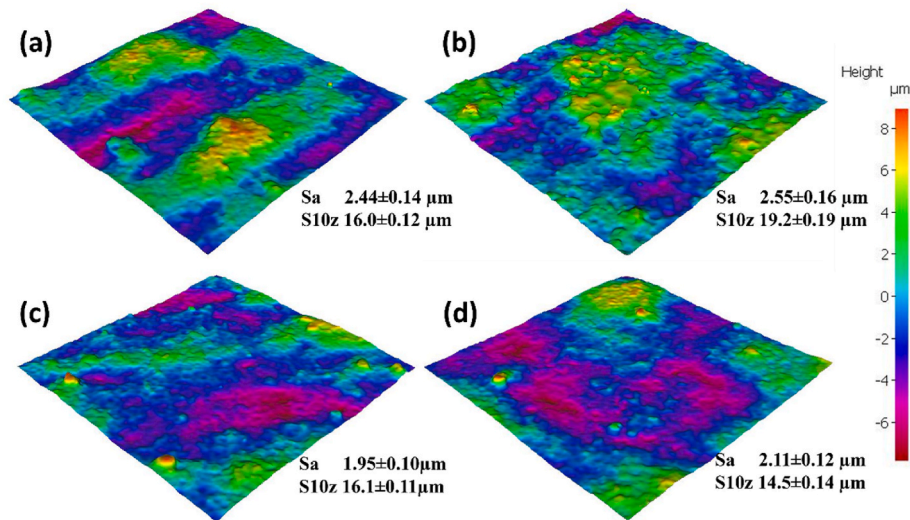 (a)
(b)
Sa 2.44±0.14 µm
S10z 16.0±0.12 µm
Sa 2.55±0.16 µm
S10z 19.2±0.19 µm
(c)
(d)
Sa 1.95±0.10µm
S10z 16.1±0.11µm
Sa 2.11±0.12 µm
S10z 14.5±0.14 µm
Height
µm
8
6
4
2
0
-2
-4
-6